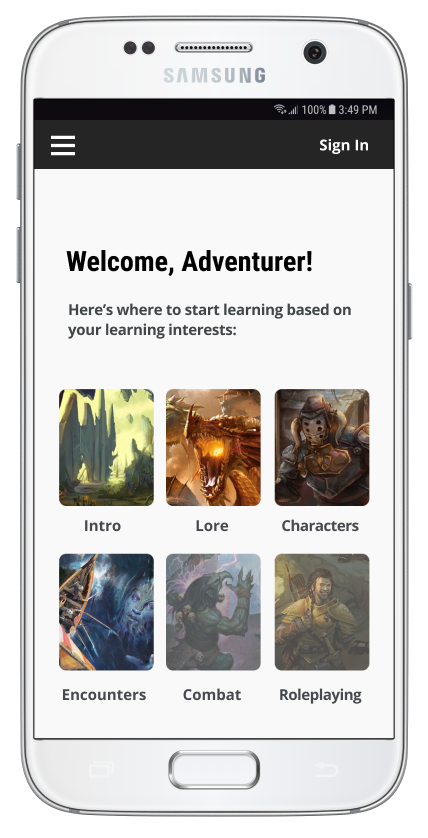 SAMSUNG
100% 3:49 PM
Sign In
Welcome, Adventurer!
Here’s where to start learning based on
your learning interests:
Intro Lore Characters
Encounters Combat Roleplaying